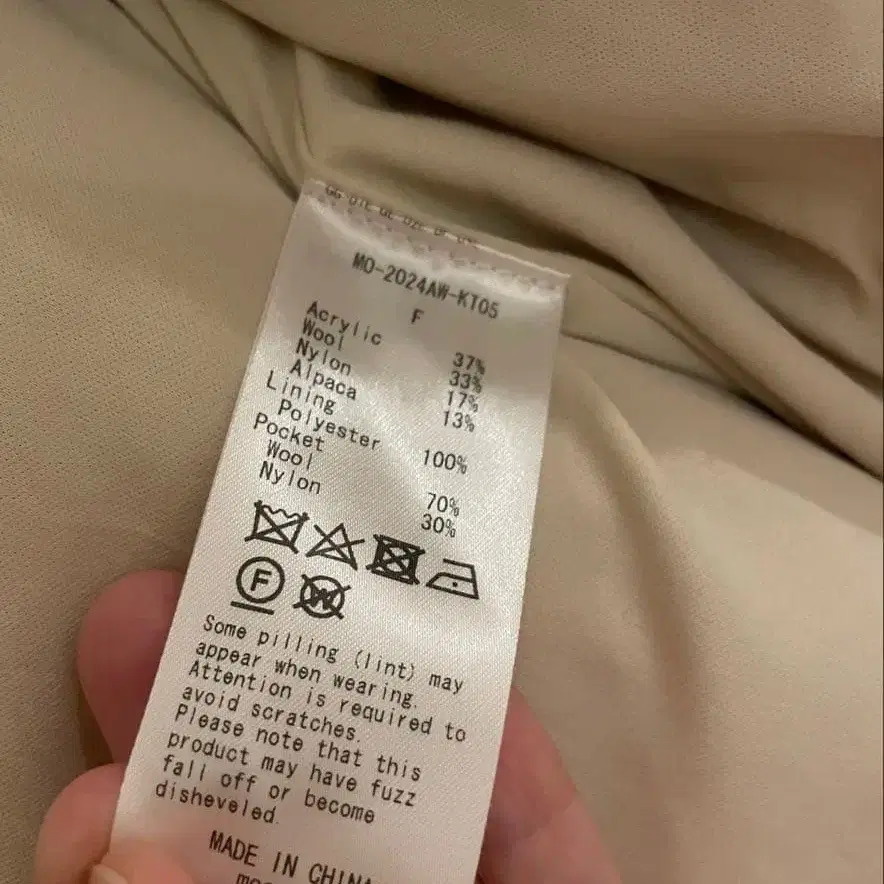 MO-2024AW-KT05
F
Acrylic 37%
Wool 33%
Nylon 17%
Alpaca 13%
Lining
Polyester 100%
Pocket
Wool 70%
Nylon 30%
F W
Some pilling (lint) may
appear when wearing.
Attention is required to
avoid scratches.
Please note that this
product may have fuzz
fall off or become
disheveled.
MADE IN CHINA